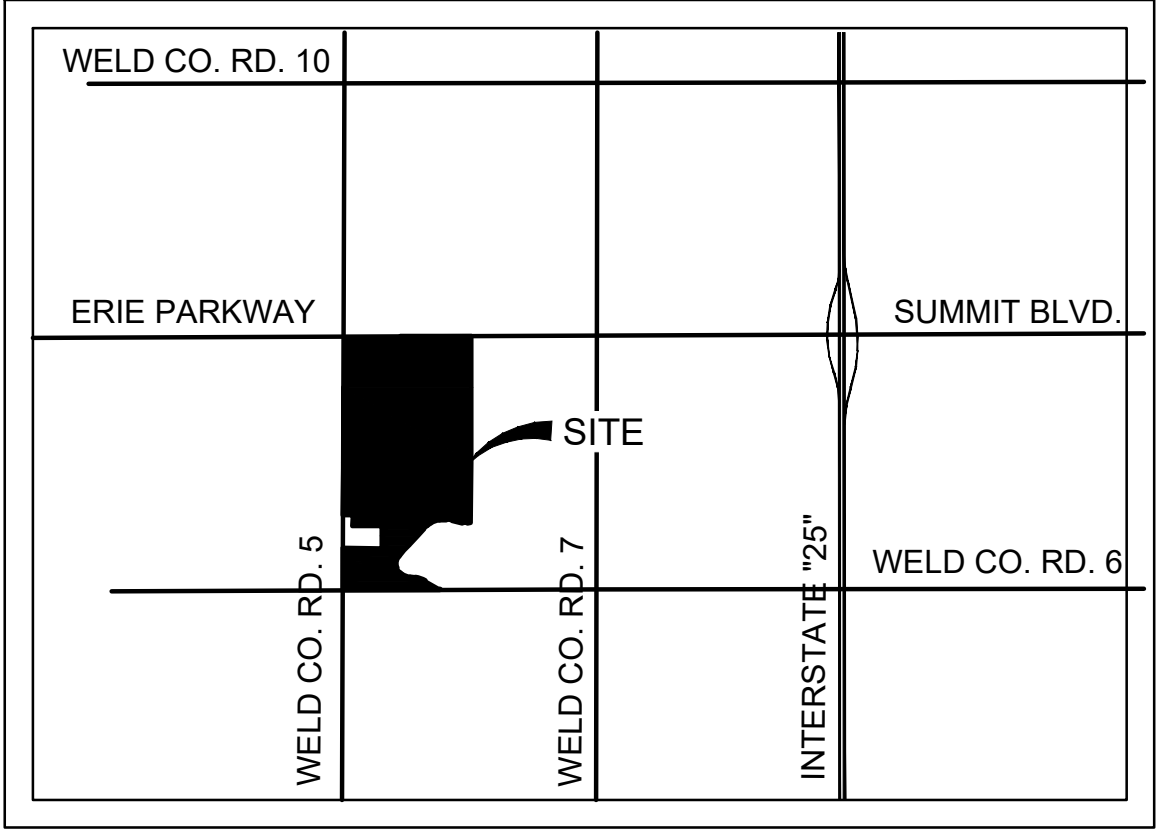 WELD CO. RD. 10
ERIE PARKWAY
SUMMIT BLVD.
SITE
WELD CO. RD. 5
WELD CO. RD. 7
INTERSTATE "25"
WELD CO. RD. 6